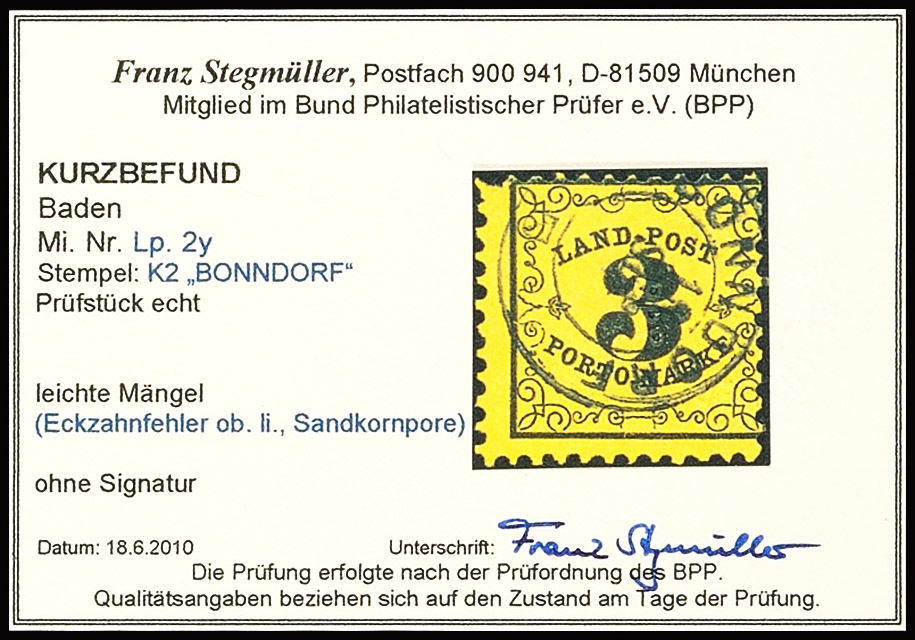 Franz Stegmüller, Postfach 900 941, D-81509 München
Mitglied im Bund Philatelistischer Prüfer e.V. (BPP)
KURZBEFUND
Baden
Mi. Nr. Lp. 2y
Stempel: K2 „BONNDORF“
Prüfstück echt
leichte Mängel
(Eckzahnfehler ob. li., Sandkornpore)
ohne Signatur
LAND-POST
3
PORTO-MARKE
Datum: 18.6.2010
Unterschrift: Franz Stegmüller
Die Prüfung erfolgte nach der Prüfordnung des BPP.
Qualitätsangaben beziehen sich auf den Zustand am Tage der Prüfung.